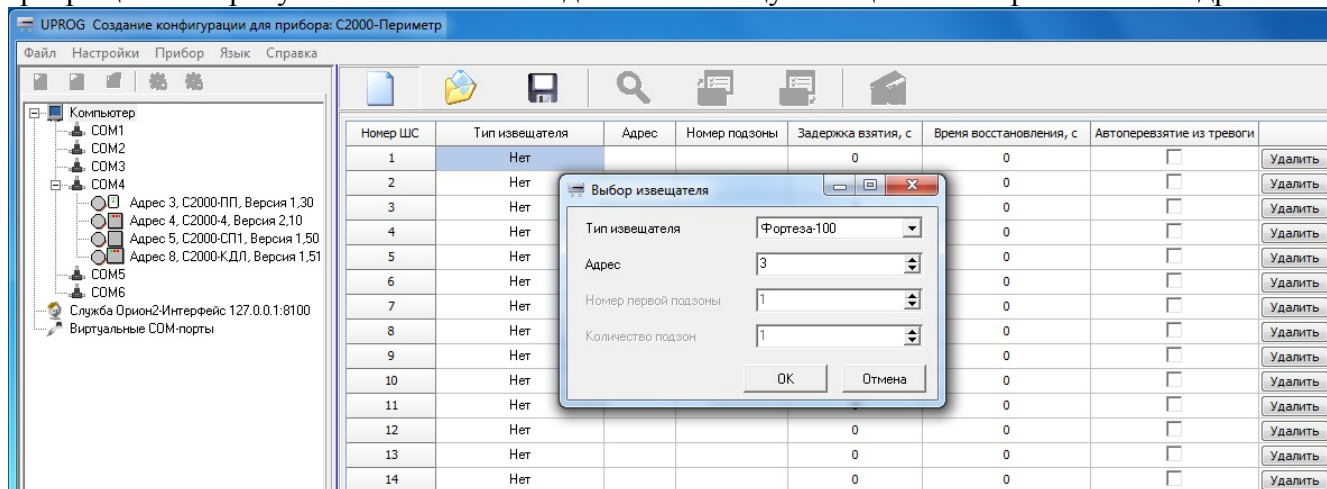 UPROG Создание конфигурации для прибора: С2000-Периметр
Файл Настройки Прибор Язык Справка
Компьютер
COM1
COM2
COM3
COM4
Адрес 3, С2000-ПП, Версия 1,30
Адрес 4, С2000-4, Версия 2,10
Адрес 5, С2000-СП1, Версия 1,50
Адрес 8, С2000-КДЛ, Версия 1,51
COM5
COM6
Служба Орион2-Интерфейс 127.0.0.1:8100
Виртуальные COM-порты
Номер ШС Тип извещателя Адрес Номер подзоны Задержка взятия, с Время восстановления, с Автоперевзятие из тревоги
1 Нет 0 0 Удалить
2 Нет 0 Удалить
3 Нет 0 Удалить
4 Нет 0 Удалить
5 Нет 0 Удалить
6 Нет 0 Удалить
7 Нет 0 Удалить
8 Нет 0 Удалить
9 Нет 0 Удалить
10 Нет 0 Удалить
11 Нет 0 Удалить
12 Нет 0 0 Удалить
13 Нет 0 0 Удалить
14 Нет 0 0 Удалить
Выбор извещателя
Тип извещателя Фортеза-100
Адрес 3
Номер первой подзоны 1
Количество подзон 1
ОК Отмена